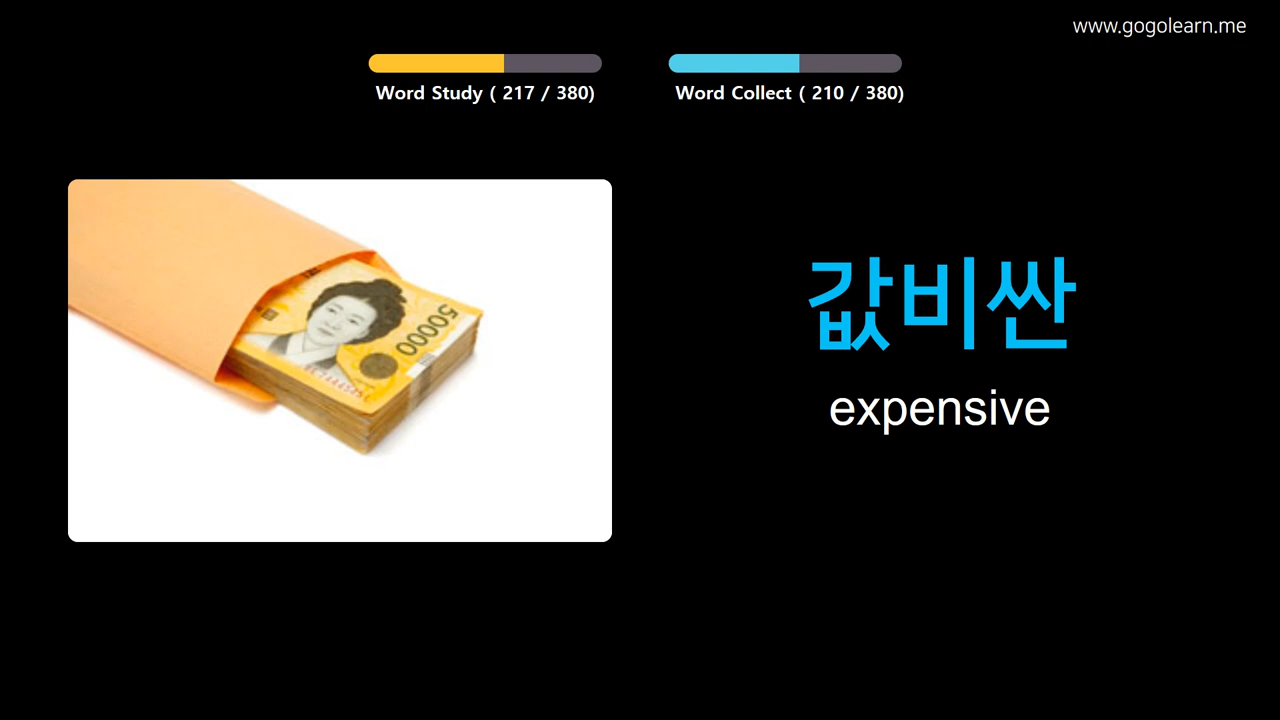 www.gogolearn.me
Word Study ( 217 / 380)
Word Collect ( 210 / 380)
값비싼
expensive
50000